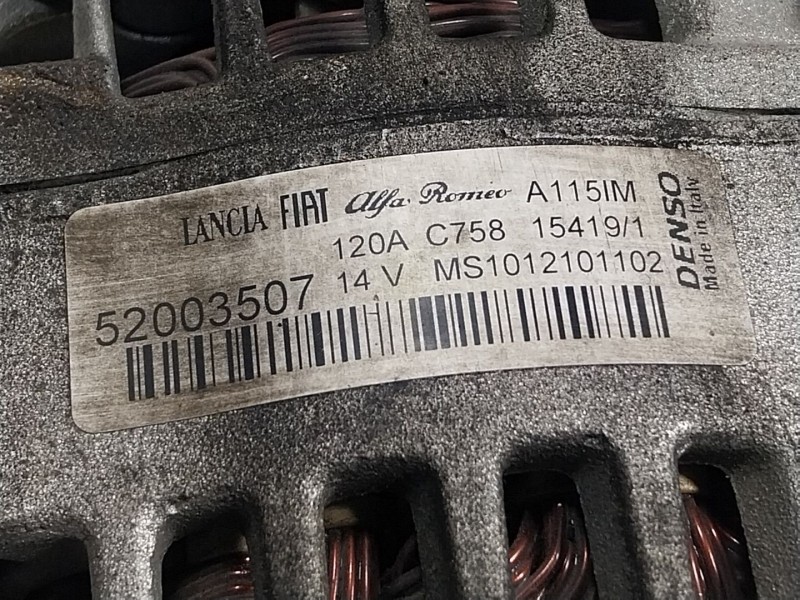 LANCIA FIAT Alfa Romeo A115IM
120A C758 15419/1
52003507 14 V MS1012101102
DENSO
Made in Italy